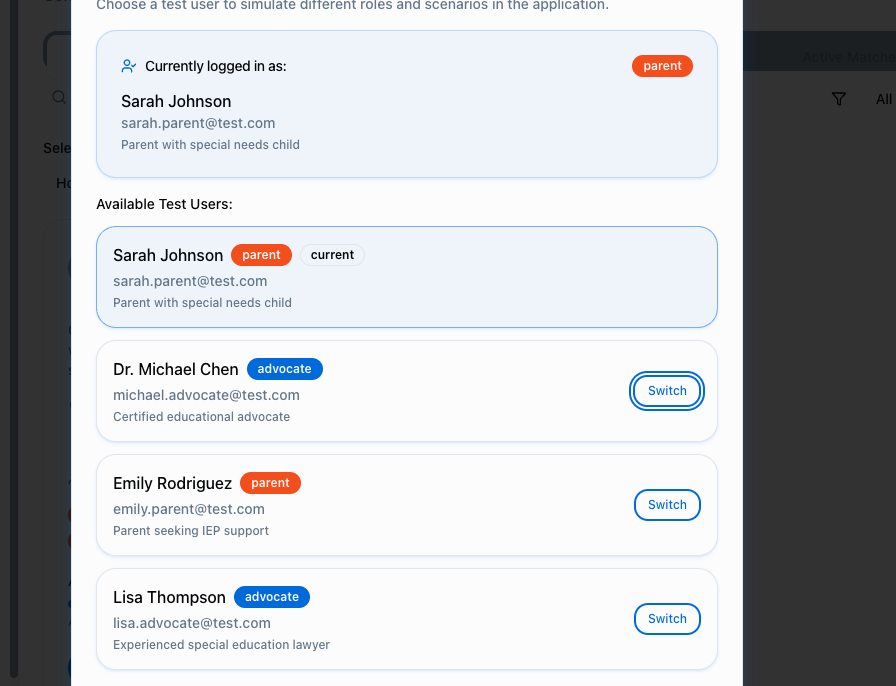 Choose a test user to simulate different roles and scenarios in the application.
Currently logged in as:
parent
Sarah Johnson
sarah.parent@test.com
Parent with special needs child
Active Matche
All
Sele
Ho
Available Test Users:
Sarah Johnson parent current
sarah.parent@test.com
Parent with special needs child
Dr. Michael Chen advocate
michael.advocate@test.com
Certified educational advocate
Switch
Emily Rodriguez parent
emily.parent@test.com
Parent seeking IEP support
Switch
Lisa Thompson advocate
lisa.advocate@test.com
Experienced special education lawyer
Switch